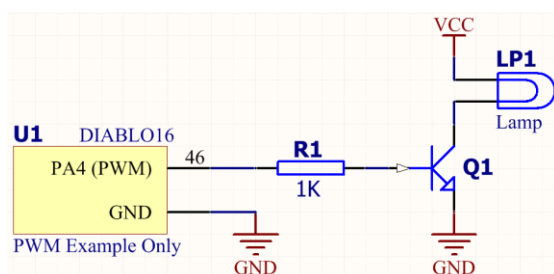 VCC
LP1
Lamp
U1 DIABLO16
PA4 (PWM) 46
GND
PWM Example Only
R1
1K
Q1
GND
GND